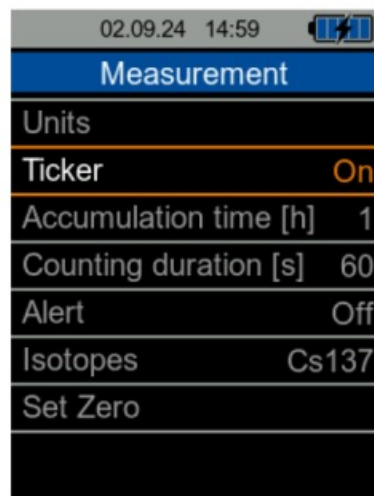 02.09.24 14:59
Measurement
Units
Ticker On
Accumulation time [h] 1
Counting duration [s] 60
Alert Off
Isotopes Cs137
Set Zero